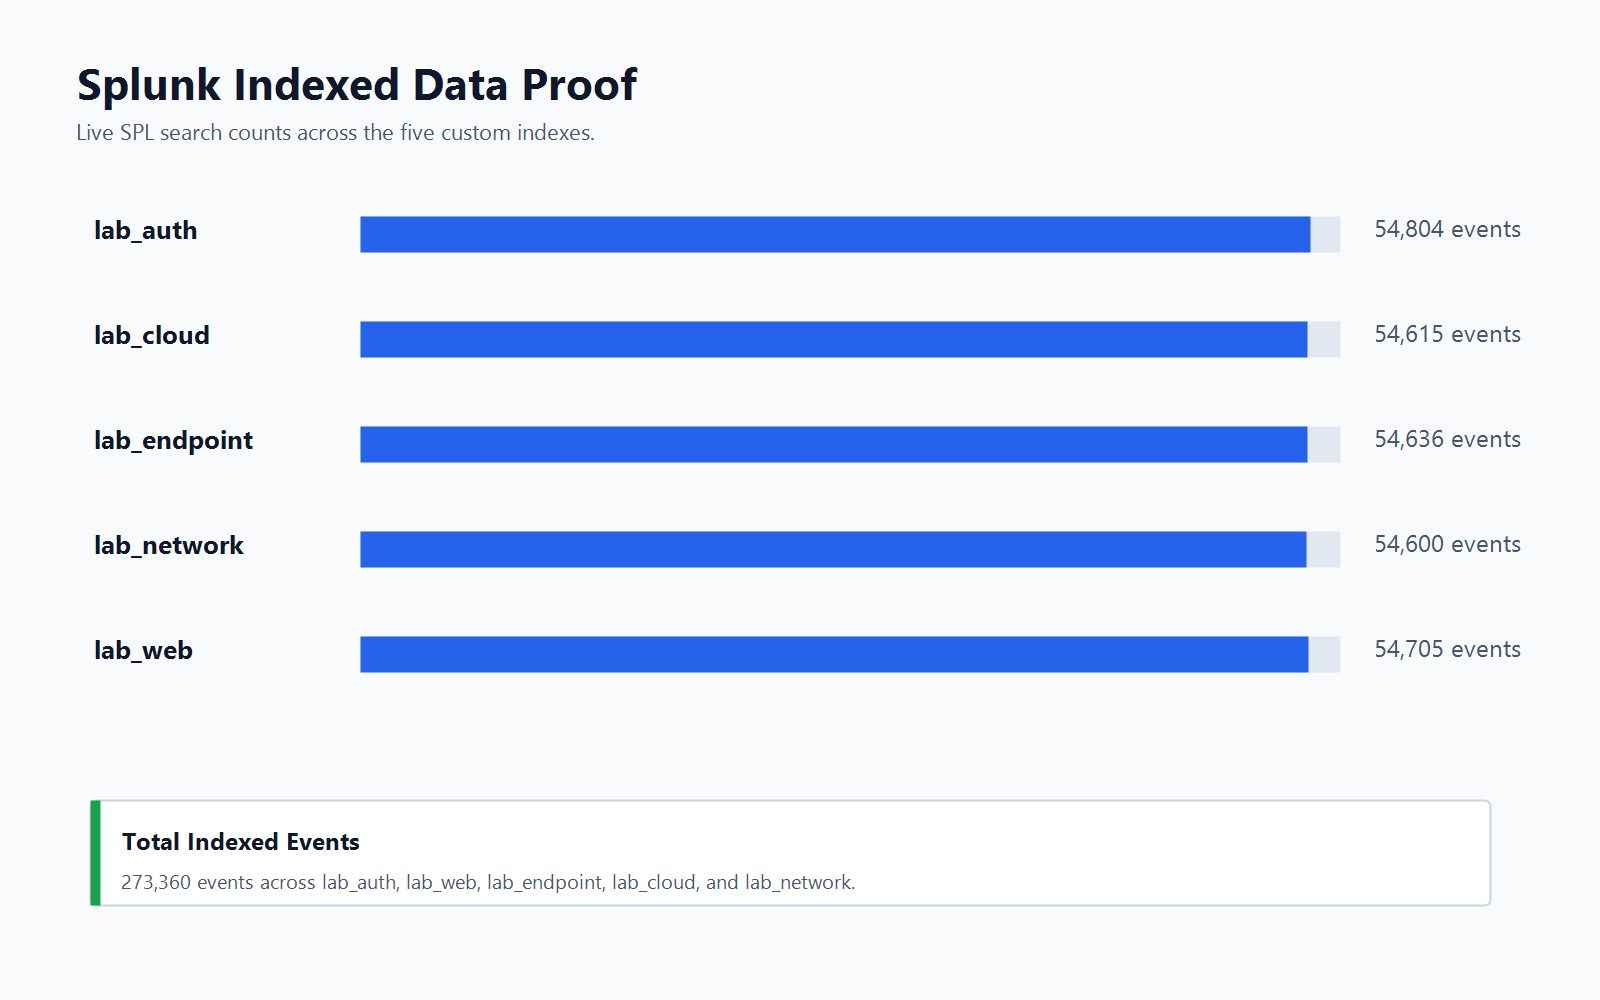 Splunk Indexed Data Proof
Live SPL search counts across the five custom indexes.
lab_auth 54,804 events
lab_cloud 54,615 events
lab_endpoint 54,636 events
lab_network 54,600 events
lab_web 54,705 events
Total Indexed Events
273,360 events across lab_auth, lab_web, lab_endpoint, lab_cloud, and lab_network.